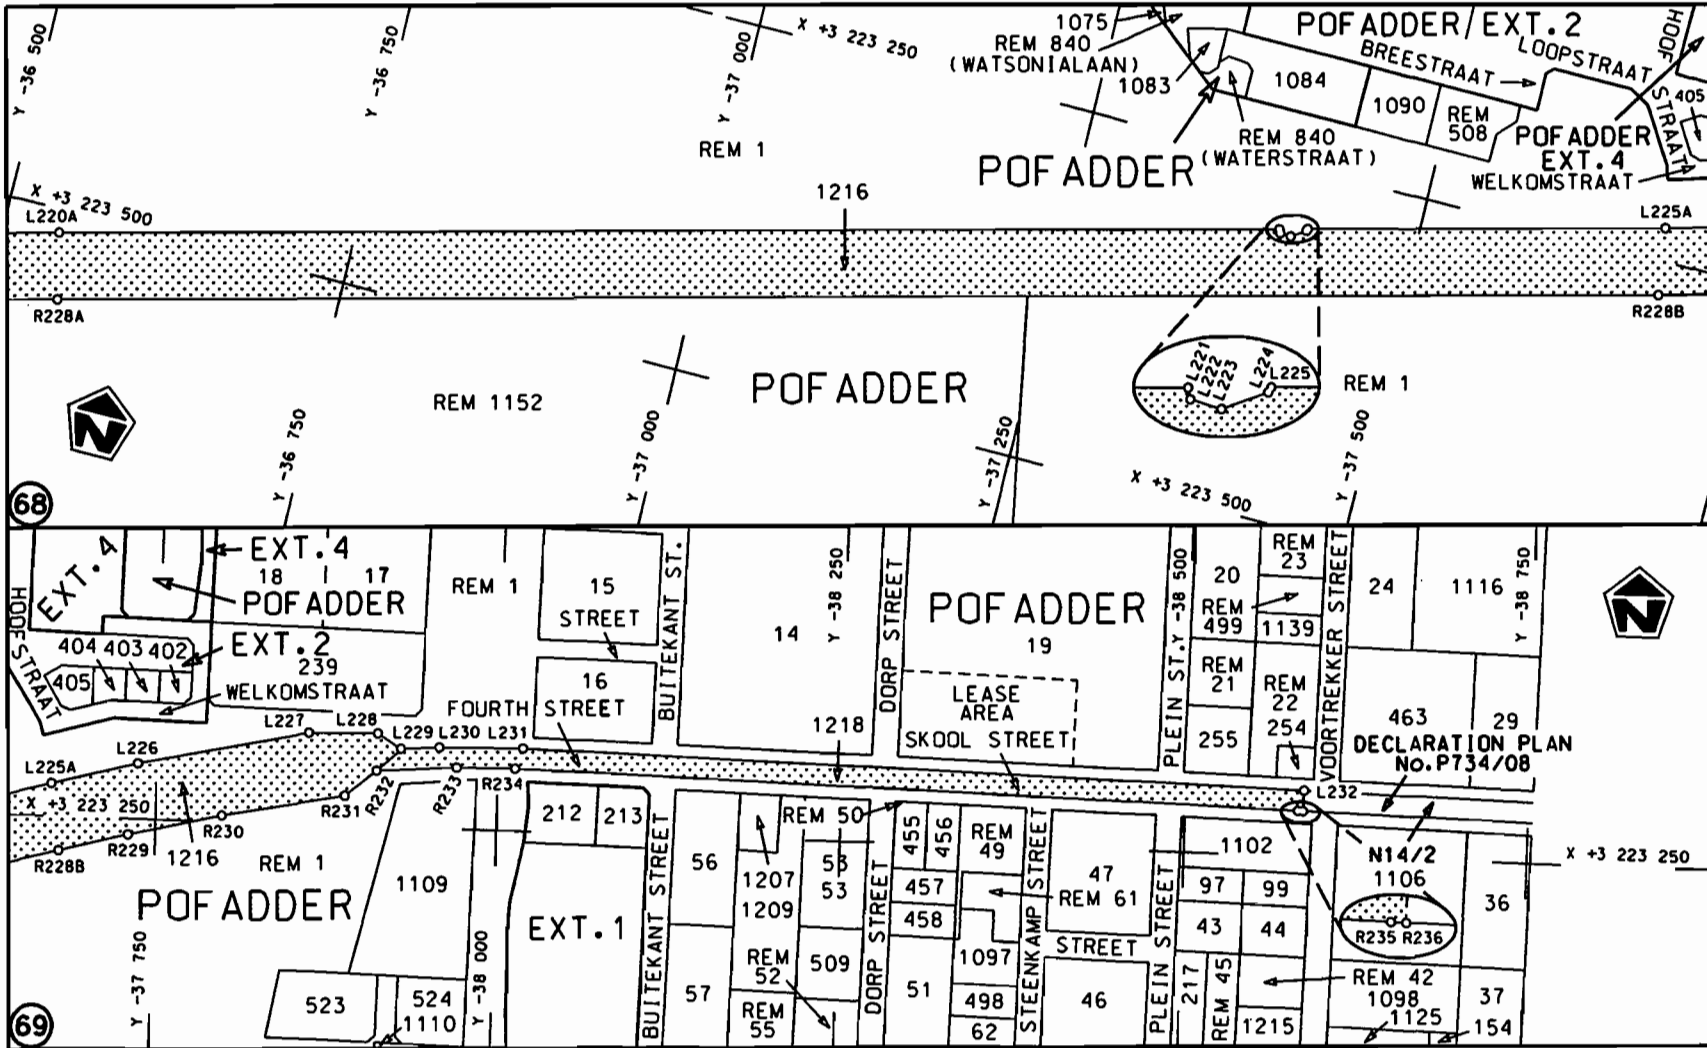 Y -36 500
Y -36 750
Y -37 000
X +3 223 250
1075
REM 840
(WATSONIALAAN)
1083
POFADDER/EXT.2
BREESTRAAT
LOOPSTRAAT
HOOF STRAAT
1084
1090
REM
508
405
REM 840
(WATERSTRAAT)
POFADDER
EXT.4
WELKOMSTRAAT
REM 1
POFADDER
1216
X +3 223 500
L220A
L225A
R228A
R228B
L221
L222
L223
L224
L225
REM 1
POFADDER
REM 1152
Y -36 750
Y -37 000
Y -37 250
Y -37 500
X +3 223 500
N
68
EXT.4
EXT.4
18
17
POFADDER
REM 1
15
STREET
BUITEKANT ST.
14
Y -38 250
DORP STREET
POFADDER
19
PLEIN ST.
Y -38 500
20
REM
23
REM
499
1139
VOORTREKKER STREET
24
1116
Y -38 750
N
HOOFSTRAAT
404
403
402
EXT.2
405
239
WELKOMSTRAAT
16
FOURTH STREET
LEASE
AREA
SKOOL STREET
REM
21
REM
22
254
255
463
29
DECLARATION PLAN
No.P734/08
L225A
L226
L227
L228
L229
L230
L231
1218
L232
X +3 223 250
R228B
R229
R230
R231
R232
R233
R234
1216
REM 1
POFADDER
1109
212
213
EXT.1
BUITEKANT STREET
56
57
1207
1209
REM 50
53
53
REM
52
REM
55
509
DORP STREET
455
456
REM
49
457
458
51
1097
498
62
STEENKAMP STREET
47
REM 61
STREET
46
PLEIN STREET
1102
97
99
43
44
217
REM 45
1215
N14/2
1106
R235
R236
36
X +3 223 250
REM 42
1098
1125
37
154
Y -37 750
523
524
1110
Y -38 000
69